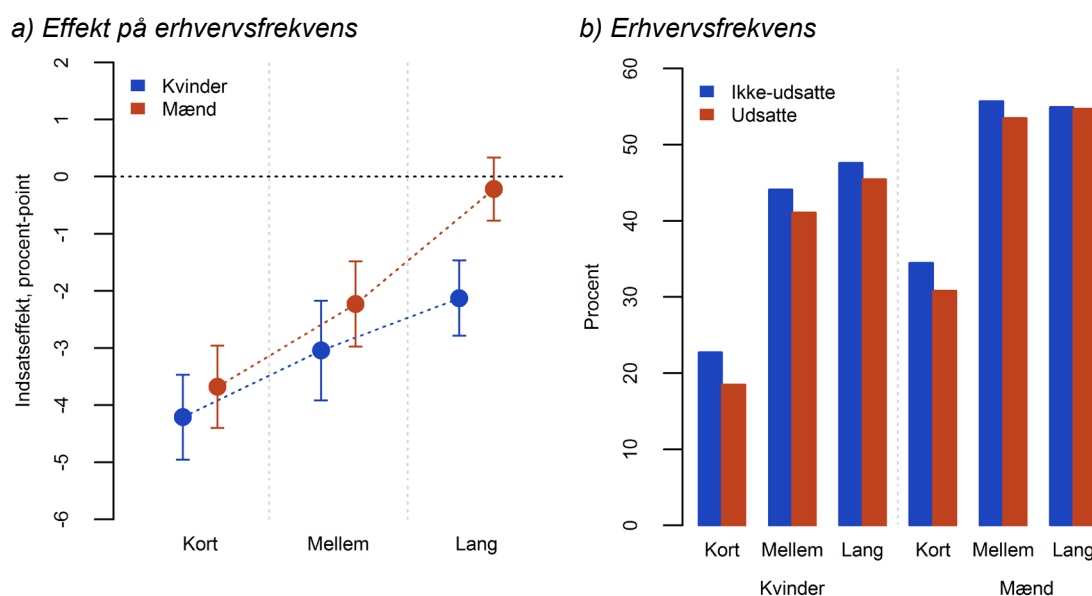 a) Effekt på erhvervsfrekvens
Indsatseffekt, procent-point
2
1
0
-1
-2
-3
-4
-5
-6
Kvinder
Mænd
Kort Mellem Lang
b) Erhvervsfrekvens
Procent
60
50
40
30
20
10
0
Ikke-udsatte
Udsatte
Kort Mellem Lang Kort Mellem Lang
Kvinder Mænd